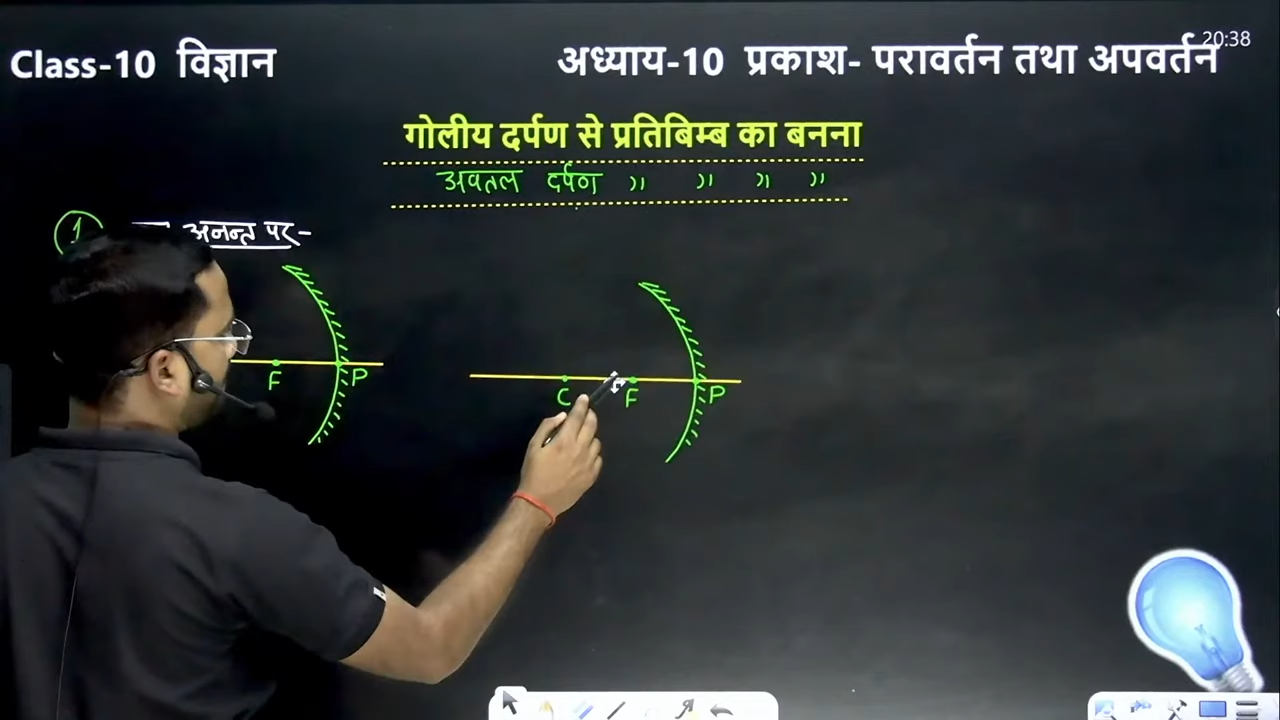 20:38
Class-10 विज्ञान
अध्याय-10 प्रकाश- परावर्तन तथा अपवर्तन
गोलीय दर्पण से प्रतिबिम्ब का बनना
अवतल दर्पण " " " "
1 अनन्त पर-
F P
C F P